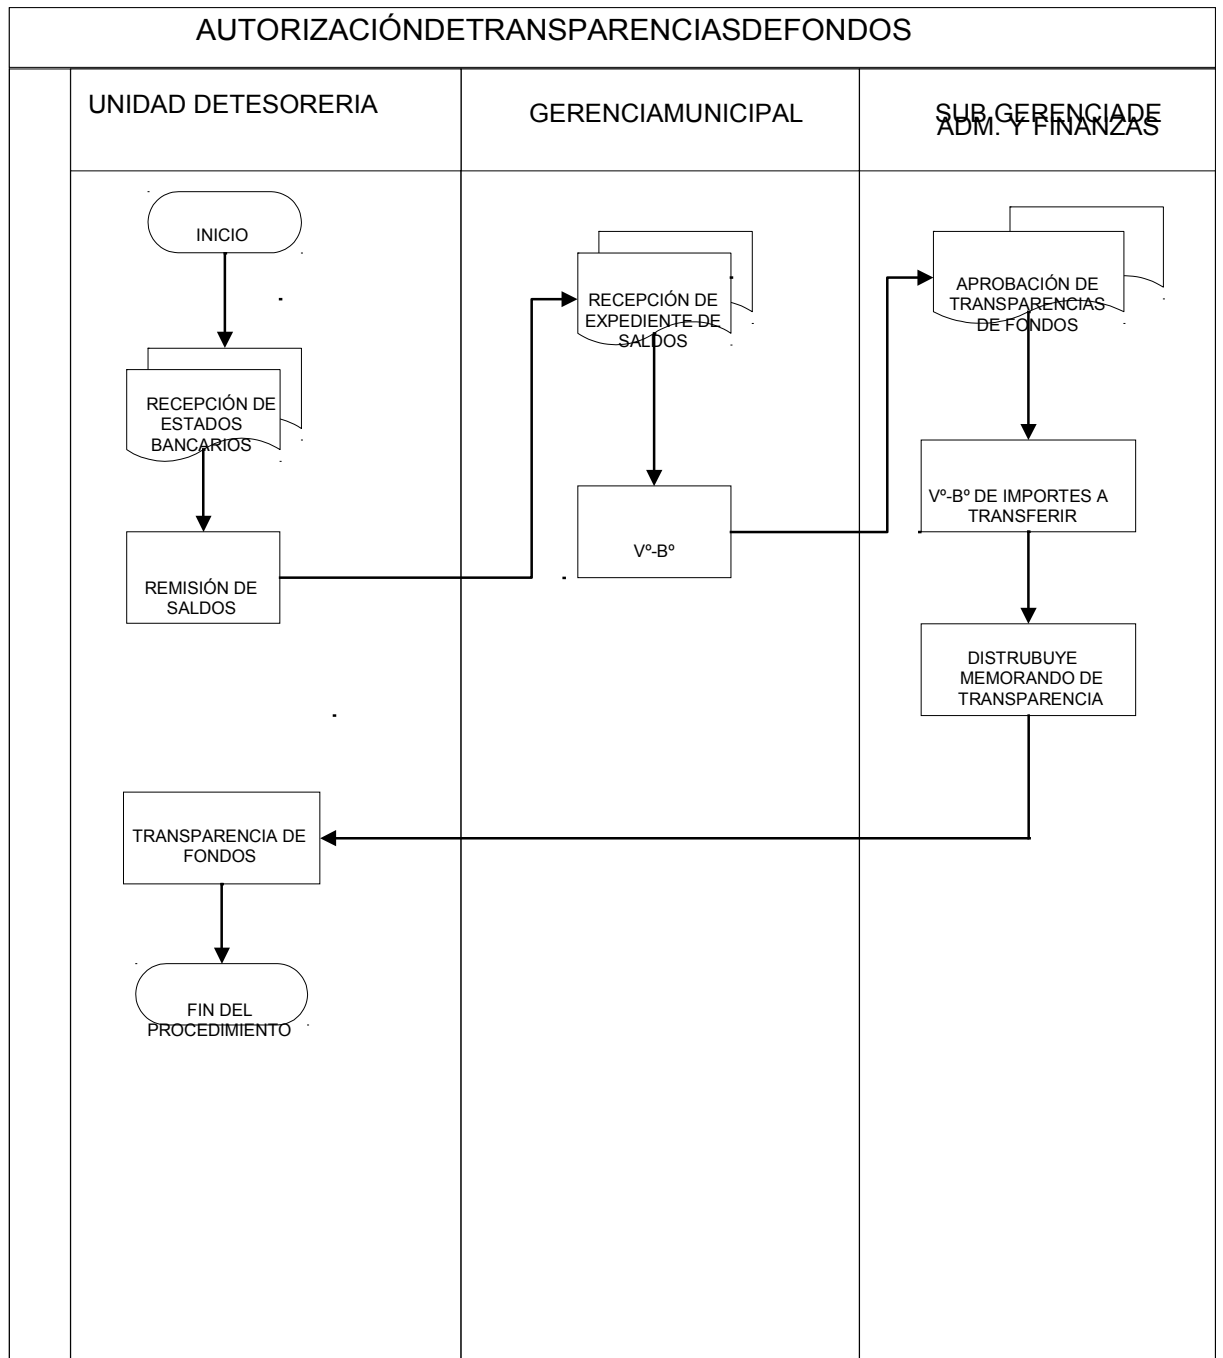 AUTORIZACIÓNDETRANSPARENCIASDEFONDOS
UNIDAD DETESORERIA
GERENCIAMUNICIPAL
SUB GERENCIADE
ADM. Y FINANZAS
INICIO
RECEPCIÓN DE
ESTADOS
BANCARIOS
REMISIÓN DE
SALDOS
RECEPCIÓN DE
EXPEDIENTE DE
SALDOS
Vº-Bº
APROBACIÓN DE
TRANSPARENCIAS
DE FONDOS
Vº-Bº DE IMPORTES A
TRANSFERIR
DISTRUBUYE
MEMORANDO DE
TRANSPARENCIA
TRANSPARENCIA DE
FONDOS
FIN DEL
PROCEDIMIENTO